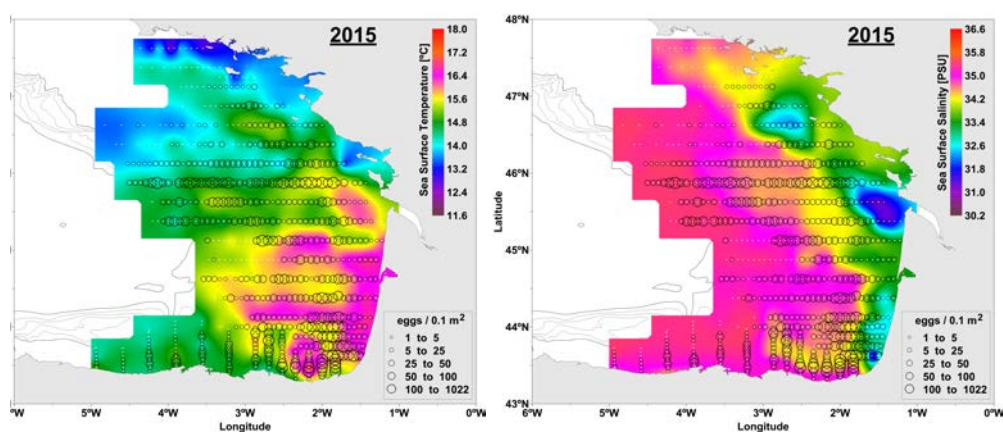 2015
Sea Surface Temperature [°C]
18.0
17.2
16.4
15.6
14.8
14.0
13.2
12.4
11.6
eggs / 0.1 m²
1 to 5
5 to 25
25 to 50
50 to 100
100 to 1022
5°W
4°W
3°W
2°W
1°W
0°W
Longitude
48°N
47°N
46°N
45°N
44°N
43°N
Latitude
2015
Sea Surface Salinity [PSU]
36.6
35.8
35.0
34.2
33.4
32.6
31.8
31.0
30.2
eggs / 0.1 m²
1 to 5
5 to 25
25 to 50
50 to 100
100 to 1022
6°W
5°W
4°W
3°W
2°W
1°W
0°W
Longitude